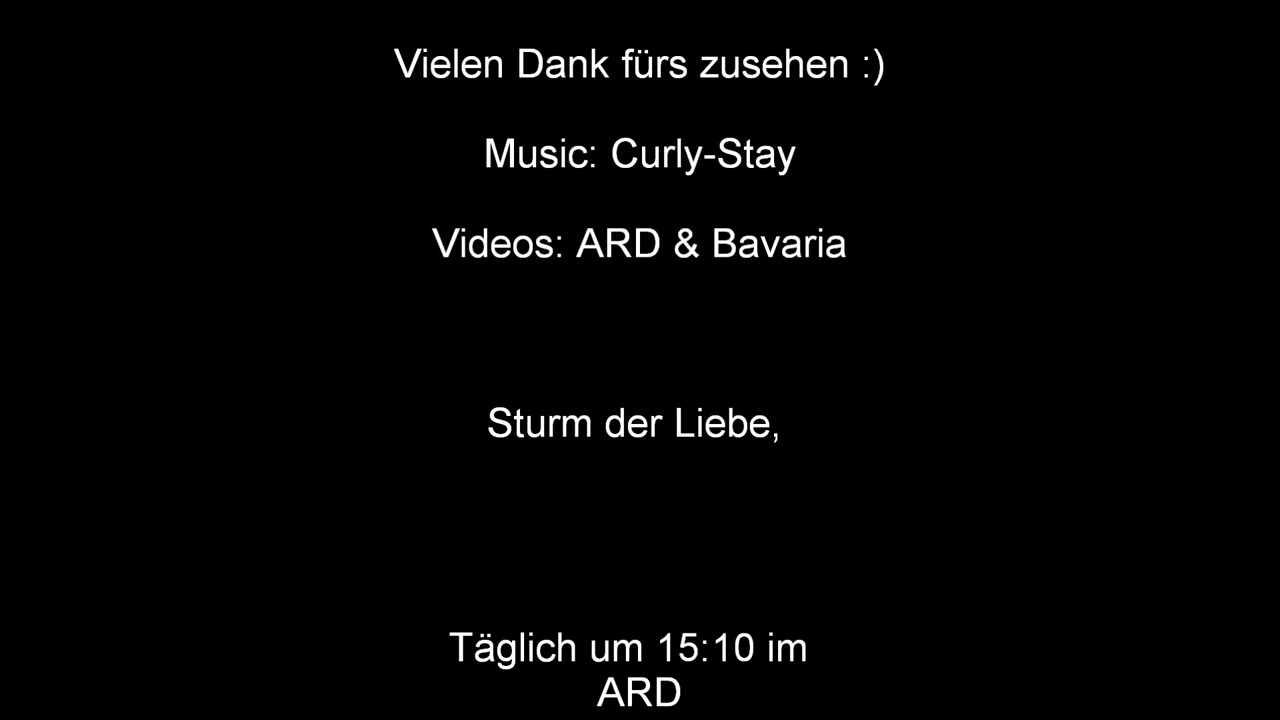 Vielen Dank fürs zusehen :)
Music: Curly-Stay
Videos: ARD & Bavaria
Sturm der Liebe,
Täglich um 15:10 im
ARD